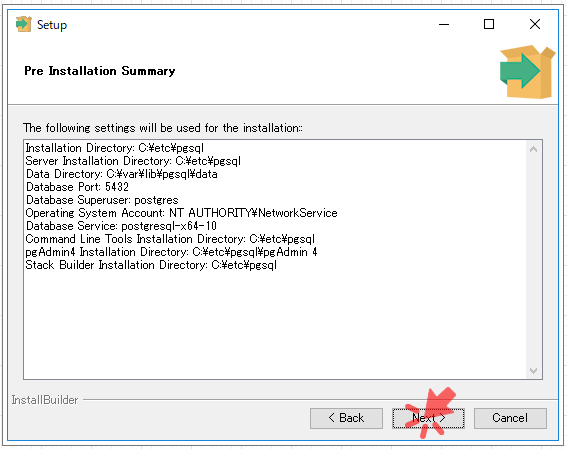 Setup
Pre Installation Summary
The following settings will be used for the installation::
Installation Directory: C:¥etc¥pgsql
Server Installation Directory: C:¥etc¥pgsql
Data Directory: C:¥var¥lib¥pgsql¥data
Database Port: 5432
Database Superuser: postgres
Operating System Account: NT AUTHORITY¥NetworkService
Database Service: postgresql-x64-10
Command Line Tools Installation Directory: C:¥etc¥pgsql
pgAdmin4 Installation Directory: C:¥etc¥pgsql¥pgAdmin 4
Stack Builder Installation Directory: C:¥etc¥pgsql
InstallBuilder
< Back
Next >
Cancel